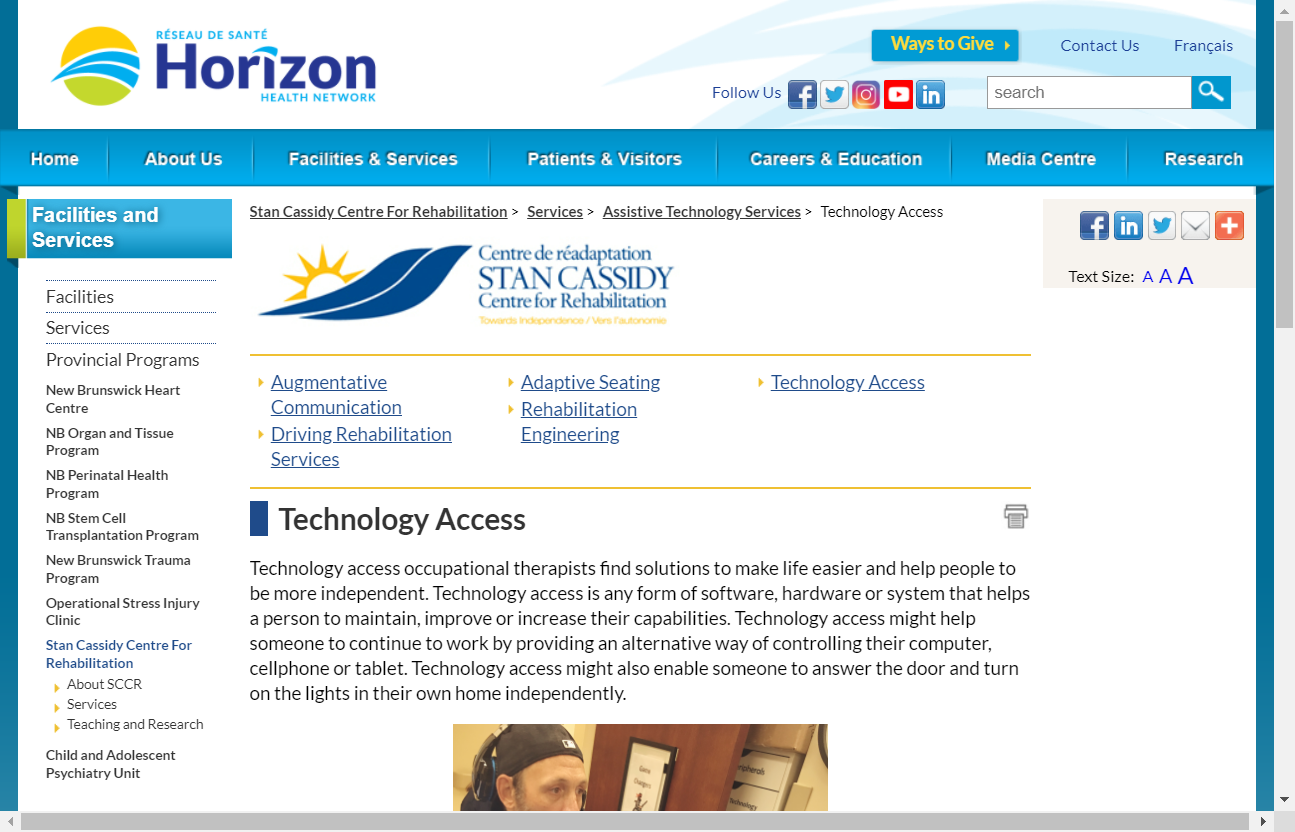 RÉSEAU DE SANTÉ
Horizon
HEALTH NETWORK
Ways to Give
Contact Us
Français
Follow Us
search
Home
About Us
Facilities & Services
Patients & Visitors
Careers & Education
Media Centre
Research
Facilities and
Services
Facilities
Services
Provincial Programs
New Brunswick Heart
Centre
NB Organ and Tissue
Program
NB Perinatal Health
Program
NB Stem Cell
Transplantation Program
New Brunswick Trauma
Program
Operational Stress Injury
Clinic
Stan Cassidy Centre For
Rehabilitation
About SCCR
Services
Teaching and Research
Child and Adolescent
Psychiatry Unit
Stan Cassidy Centre For Rehabilitation > Services > Assistive Technology Services > Technology Access
Centre de réadaptation
STAN CASSIDY
Centre for Rehabilitation
Towards Independence / Vers l'autonomie
Augmentative
Communication
Driving Rehabilitation
Services
Adaptive Seating
Rehabilitation
Engineering
Technology Access
Technology Access
Technology access occupational therapists find solutions to make life easier and help people to
be more independent. Technology access is any form of software, hardware or system that helps
a person to maintain, improve or increase their capabilities. Technology access might help
someone to continue to work by providing an alternative way of controlling their computer,
cellphone or tablet. Technology access might also enable someone to answer the door and turn
on the lights in their own home independently.
Game
Changers
Text Size: A A A